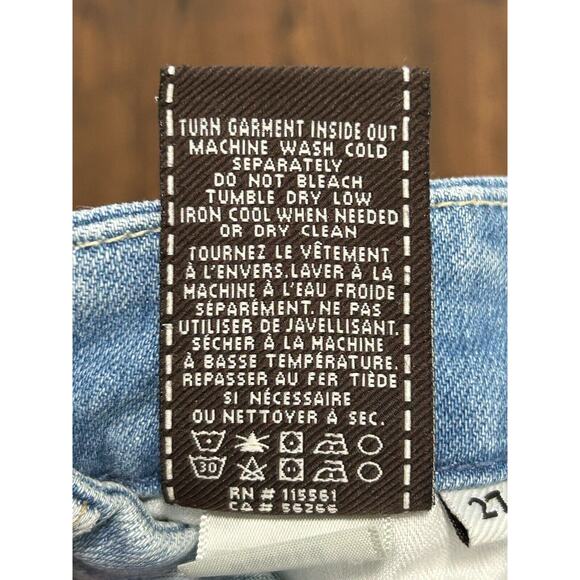 TURN GARMENT INSIDE OUT
MACHINE WASH COLD
SEPARATELY
DO NOT BLEACH
TUMBLE DRY LOW
IRON COOL WHEN NEEDED
OR DRY CLEAN
TOURNEZ LE VÊTEMENT
À L'ENVERS.LAVER À LA
MACHINE À L'EAU FROIDE
SÉPARÉMENT.NE PAS
UTILISER DE JAVELLISANT.
SÉCHER À LA MACHINE
À BASSE TEMPÉRATURE.
REPASSER AU FER TIÈDE
SI NÉCESSAIRE
OU NETTOYER À SEC.
30
RN # 115561
CA # 56266
27